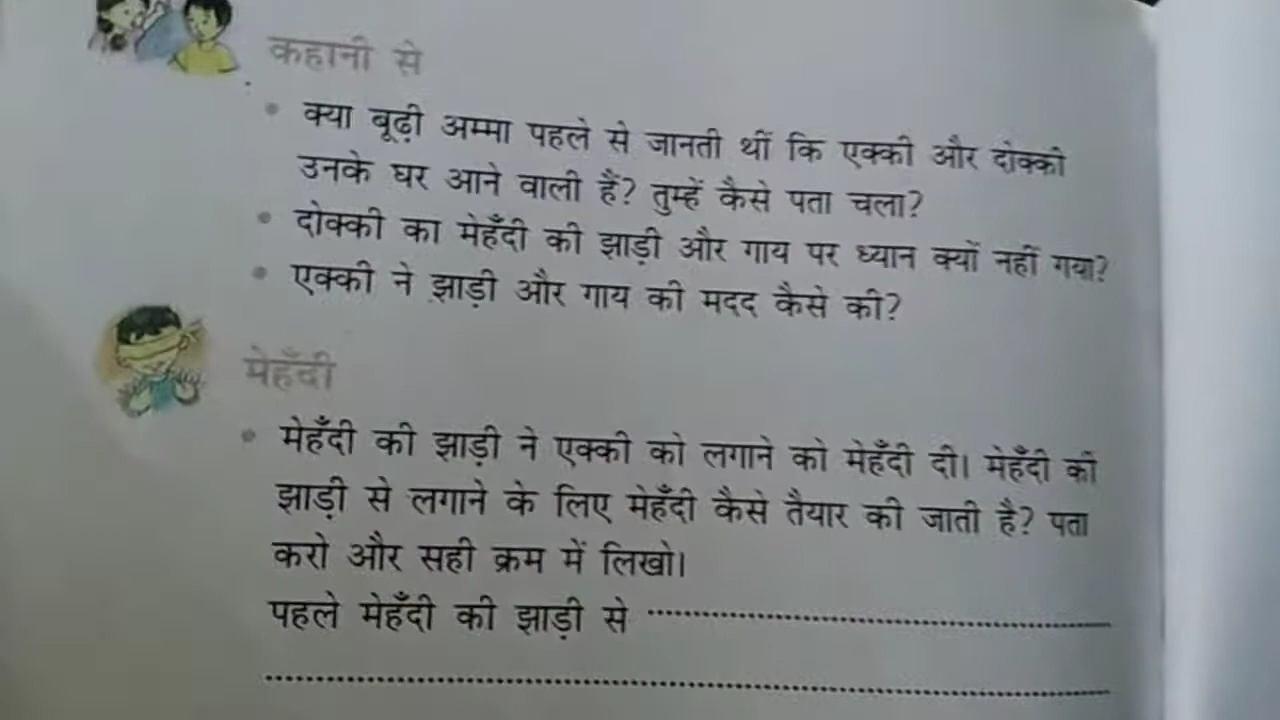 कहानी से
क्या बूढ़ी अम्मा पहले से जानती थीं कि एक्की और दोक्की
उनके घर आने वाली हैं? तुम्हें कैसे पता चला?
दोक्की का मेहँदी की झाड़ी और गाय पर ध्यान क्यों नहीं गया?
एक्की ने झाड़ी और गाय की मदद कैसे की?
मेहँदी
मेहँदी की झाड़ी ने एक्की को लगाने को मेहँदी दी। मेहँदी की
झाड़ी से लगाने के लिए मेहँदी कैसे तैयार की जाती है? पता
करो और सही क्रम में लिखो।
पहले मेहँदी की झाड़ी से